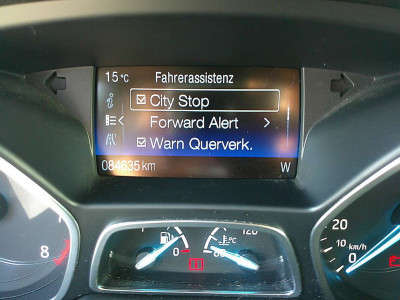 15 °C Fahrerassistenz
City Stop
Forward Alert
Warn Querverk.
084635 km W
120
°C
0
8
20
10 km/h
0